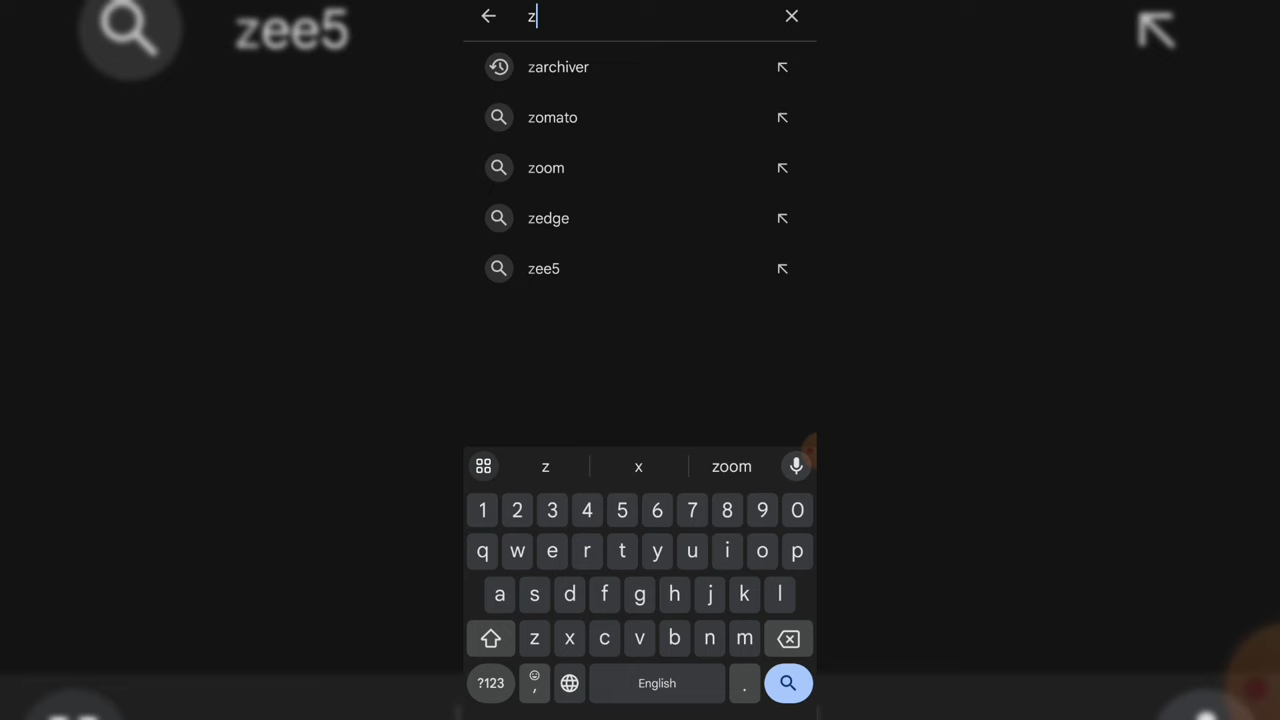 zee5
z
zarchiver
zomato
zoom
zedge
zee5
z x zoom
1 2 3 4 5 6 7 8 9 0
q w e r t y u i o p
a s d f g h j k l
z x c v b n m
?123 , English .